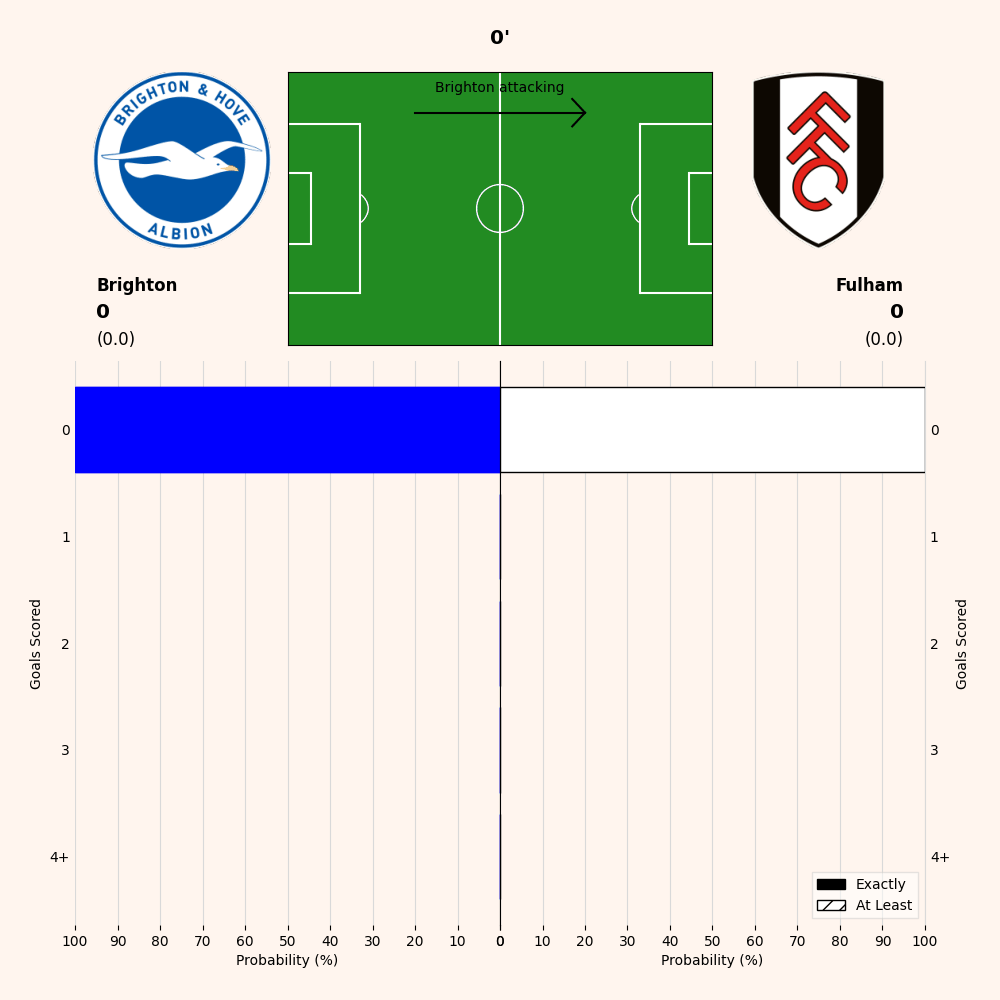 0'
BRIGHTON & HOVE
ALBION
Brighton attacking
FFC
Brighton
0
(0.0)
Fulham
0
(0.0)
0
1
2
3
4+
Goals Scored
0
1
2
3
4+
Goals Scored
Exactly
At Least
100 90 80 70 60 50 40 30 20 10 0
0 10 20 30 40 50 60 70 80 90 100
Probability (%)
Probability (%)